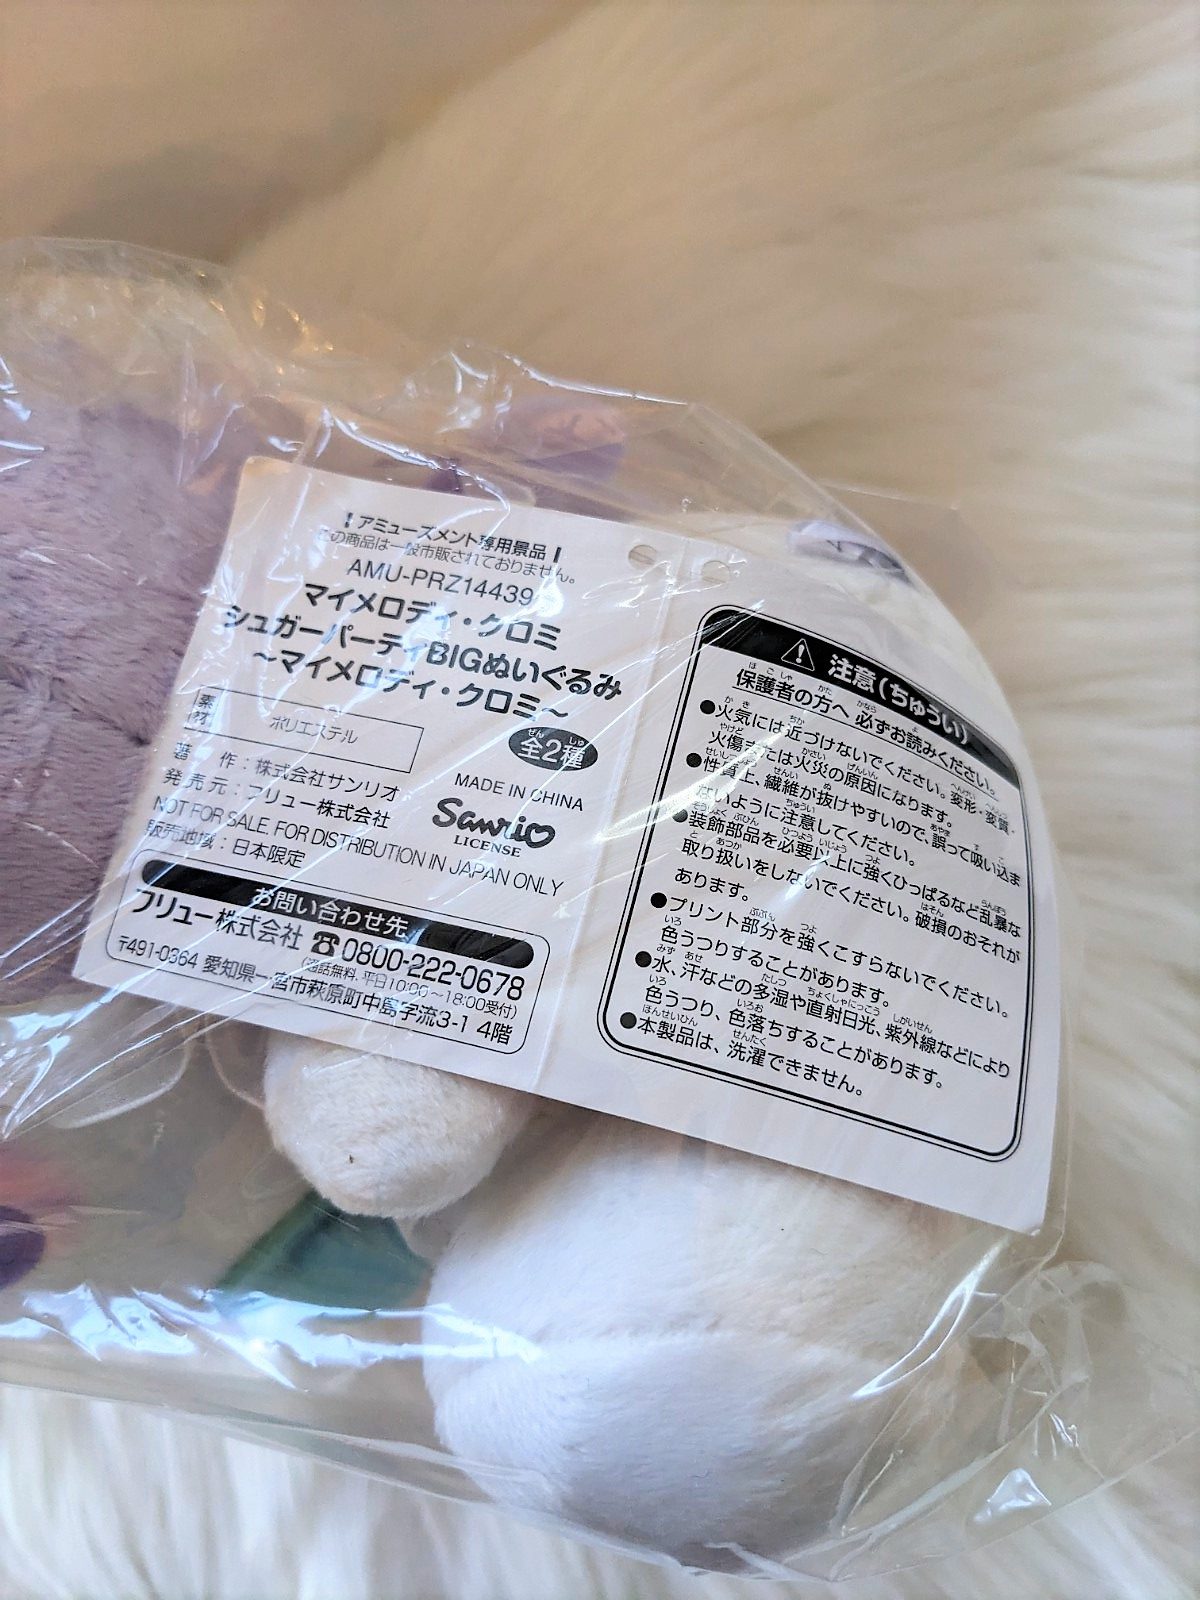 アミューズメント専用景品
この商品は一般市販されておりません。
AMU-PRZ14439
マイメロディ・クロミ
シュガーパーティBIGぬいぐるみ
~マイメロディ・クロミ~
素材 ポリエステル
全2種
ぜん しゅ
著 作:株式会社サンリオ
発売元:フリュー株式会社
MADE IN CHINA
Sanrio
LICENSE
NOT FOR SALE. FOR DISTRIBUTION IN JAPAN ONLY
販売地域:日本限定
お問い合わせ先
フリュー株式会社 ☎0800-222-0678
(通話無料、平日10:00~18:00受付)
〒491-0364 愛知県一宮市萩原町中島字流3-1 4階
⚠ 注意(ちゅうい)
保護者の方へ 必ずお読みください。
●火気には近づけないでください。変形・変質・
火傷または火災の原因になります。
●性質上、繊維が抜けやすいので、誤って吸い込ま
ないように注意してください。
●装飾部品を必要以上に強くひっぱるなど乱暴な
取り扱いをしないでください。破損のおそれが
あります。
●プリント部分を強くこすらないでください。
色うつりすることがあります。
●水、汗などの多湿や直射日光、紫外線などにより
色うつり、色落ちすることがあります。
●本製品は、洗濯できません。